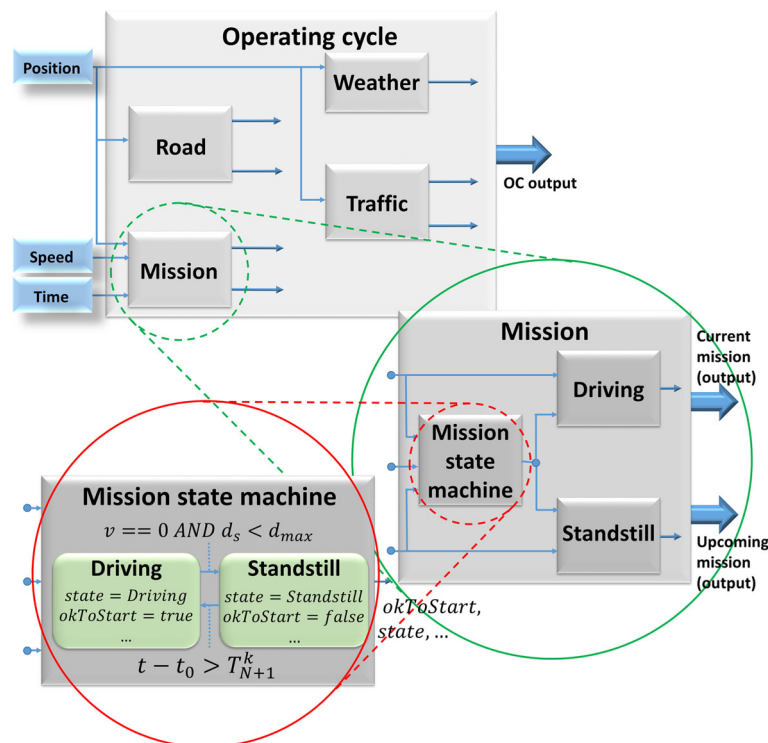 Operating cycle
Position
Weather
Road
Traffic
OC output
Speed
Mission
Time
Mission
Current
mission
(output)
Driving
Mission
state
machine
Standstill
Upcoming
mission
(output)
Mission state machine
v == 0 AND d_s < d_max
Driving
state = Driving
okToStart = true
...
Standstill
state = Standstill
okToStart = false
...
t − t_0 > T_{N+1}^k
okToStart,
state, ...